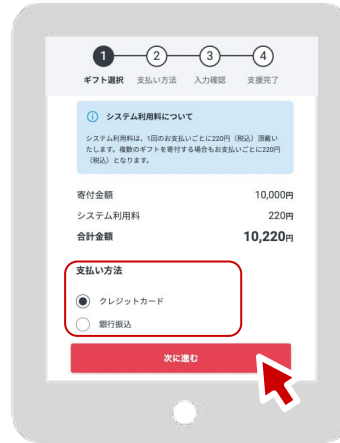 1 2 3 4
ギフト選択 支払い方法 入力確認 支援完了
システム利用料について
システム利用料は、1回のお支払いごとに220円（税込）頂戴い
たします。複数のギフトを寄付する場合もお支払いごとに220円
（税込）となります。
寄付金額 10,000円
システム利用料 220円
合計金額 10,220円
支払い方法
クレジットカード
銀行振込
次に進む